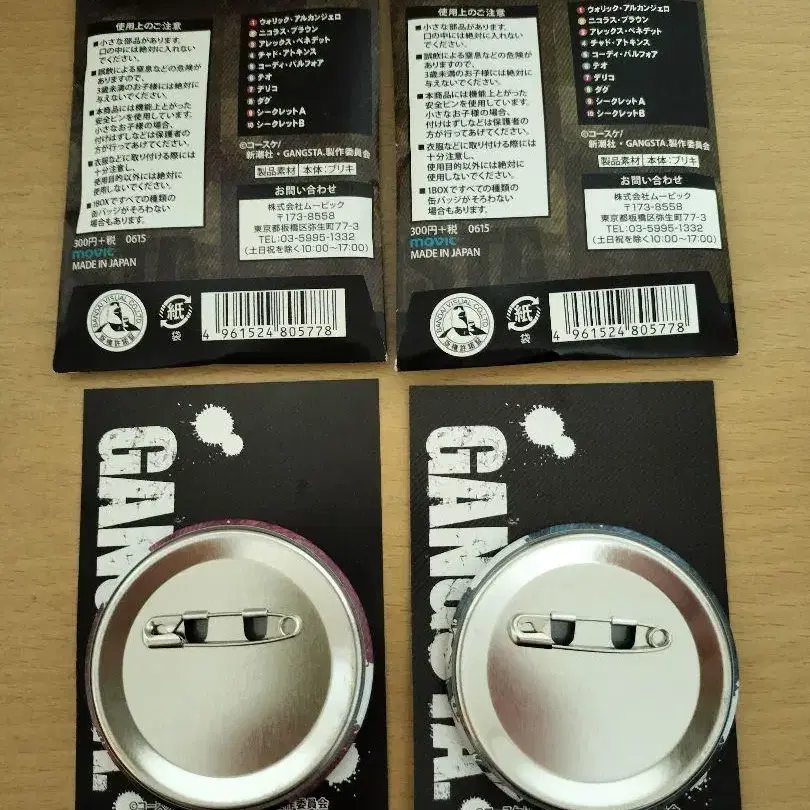 使用上のご注意
■小さな部品があります。
口の中には絶対に入れない
でください。
■誤飲による窒息などの危険が
ありますので、
3歳未満のお子様には絶対に
与えないでください。
■本商品には機能上とがった
安全ピンを使用しています。
小さなお子様の場合、
付けはずしなどは保護者の
方が行ってあげてください。
■衣服などに取り付ける際には
十分注意し、
使用目的以外には絶対に
使用しないでください。
■1BOXですべての種類の
缶バッジがそろわない
場合もあります。
300円+税 0615
movic
MADE IN JAPAN
1 ウォリック・アルカンジェロ
2 ニコラス・ブラウン
3 アレックス・ベネデット
4 チャド・アトキンス
5 コーディ・バルフォア
6 テオ
7 デリコ
8 ダグ
9 シークレットA
10 シークレットB
©コースケ/
新潮社・GANGSTA.製作委員会
製品素材 本体:ブリキ
お問い合わせ
株式会社ムービック
〒173-8558
東京都板橋区弥生町77-3
TEL:03-5995-1332
(土日祝を除く10:00~17:00)
BANDAI VISUAL CO.,LTD.
版権許諾証
紙
袋
4 961524 805778
使用上のご注意
■小さな部品があります。
口の中には絶対に入れない
でください。
■誤飲による窒息などの危険が
ありますので、
3歳未満のお子様には絶対に
与えないでください。
■本商品には機能上とがった
安全ピンを使用しています。
小さなお子様の場合、
付けはずしなどは保護者の
方が行ってあげてください。
■衣服などに取り付ける際には
十分注意し、
使用目的以外には絶対に
使用しないでください。
■1BOXですべての種類の
缶バッジがそろわない
場合もあります。
300円+税 0615
movic
MADE IN JAPAN
1 ウォリック・アルカンジェロ
2 ニコラス・ブラウン
3 アレックス・ベネデット
4 チャド・アトキンス
5 コーディ・バルフォア
6 テオ
7 デリコ
8 ダグ
9 シークレットA
10 シークレットB
©コースケ/
新潮社・GANGSTA.製作委員会
製品素材 本体:ブリキ
お問い合わせ
株式会社ムービック
〒173-8558
東京都板橋区弥生町77-3
TEL:03-5995-1332
(土日祝を除く10:00~17:00)
BANDAI VISUAL CO.,LTD.
版権許諾証
紙
袋
4 961524 805778
GANGSTA.
©コースケ
製作委員会
GANGSTA.